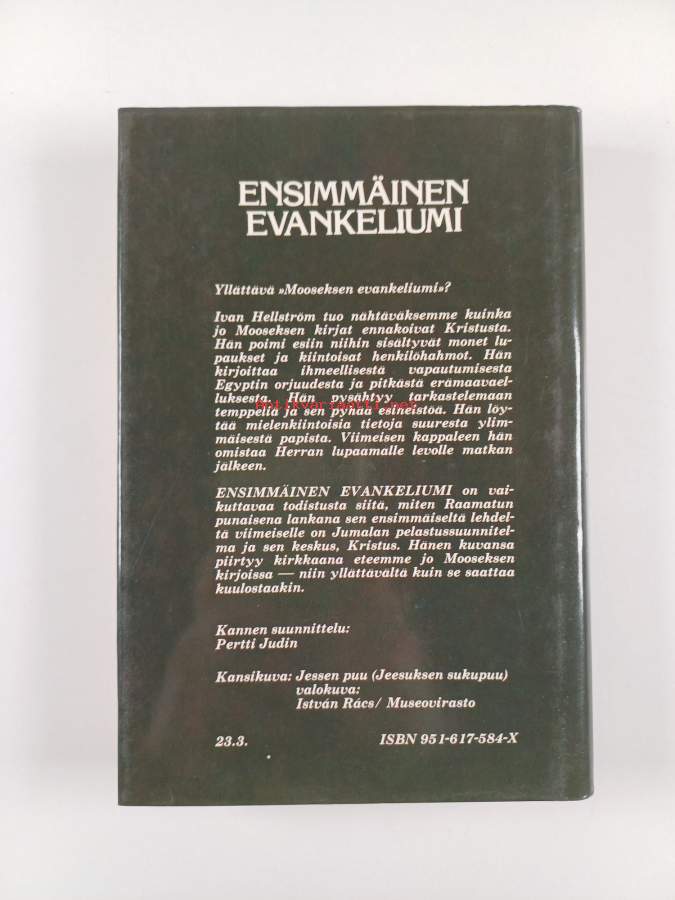 ENSIMMÄINEN
EVANKELIUMI
Yllättävä »Mooseksen evankeliumi»?
Ivan Hellström tuo nähtäväksemme kuinka
jo Mooseksen kirjat ennakoivat Kristusta.
Hän poimi esiin niihin sisältyvät monet lu-
paukset ja kiintoisat henkilöhahmot. Hän
kirjoittaa ihmeellisestä vapautumisesta
Egyptin orjuudesta ja pitkästä erämaavael-
luksesta. Hän pysähtyy tarkastelemaan
Antikvariaatti.net
temppeliä ja sen pyhää esineistöä. Hän löy-
tää mielenkiintoisia tietoja suuresta ylim-
mäisestä papista. Viimeisen kappaleen hän
omistaa Herran lupaamalle levolle matkan
jälkeen.
ENSIMMÄINEN EVANKELIUMI on vai-
kuttavaa todistusta siitä, miten Raamatun
punaisena lankana sen ensimmäiseltä lehdel-
tä viimeiselle on Jumalan pelastussuunnitel-
ma ja sen keskus, Kristus. Hänen kuvansa
piirtyy kirkkaana eteemme jo Mooseksen
kirjoissa — niin yllättävältä kuin se saattaa
kuulostaakin.
Kannen suunnittelu:
Pertti Judin
Kansikuva: Jessen puu (Jeesuksen sukupuu)
valokuva:
István Rács/ Museovirasto
23.3. ISBN 951-617-584-X